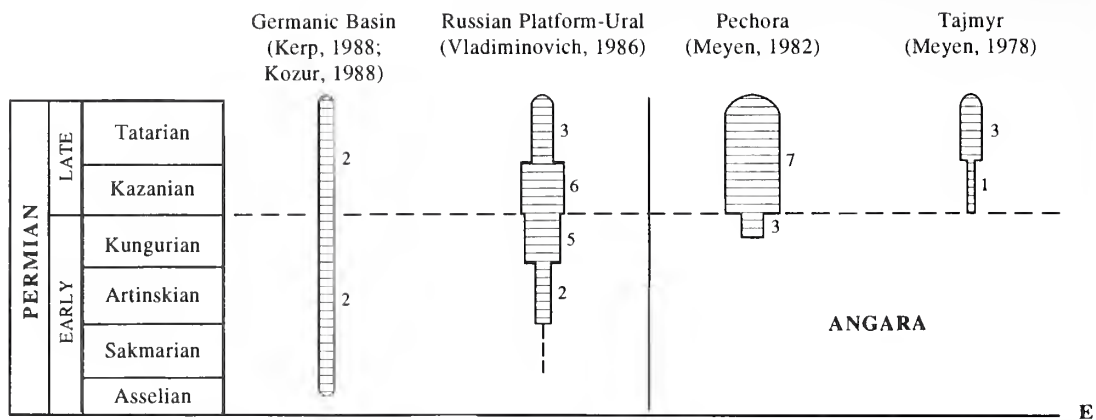 Germanic Basin
(Kerp, 1988;
Kozur, 1988)
Russian Platform-Ural
(Vladiminovich, 1986)
Pechora
(Meyen, 1982)
Tajmyr
(Meyen, 1978)
PERMIAN
LATE
EARLY
Tatarian
Kazanian
Kungurian
Artinskian
Sakmarian
Asselian
2
2
3
6
5
2
7
3
3
1
ANGARA
E